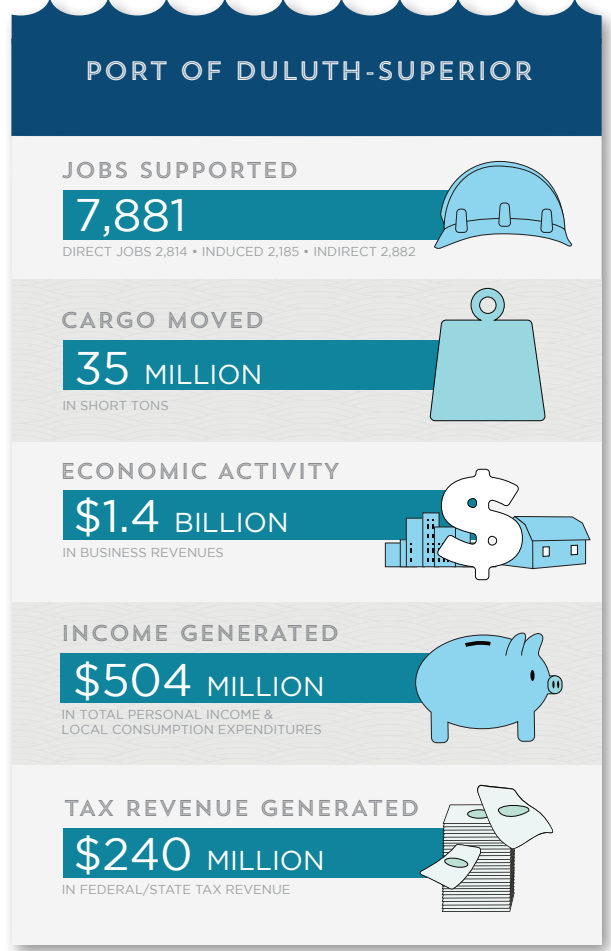 PORT OF DULUTH-SUPERIOR
JOBS SUPPORTED
7,881
DIRECT JOBS 2,814 • INDUCED 2,185 • INDIRECT 2,882
CARGO MOVED
35 MILLION
IN SHORT TONS
ECONOMIC ACTIVITY
$1.4 BILLION
IN BUSINESS REVENUES
$
INCOME GENERATED
$504 MILLION
IN TOTAL PERSONAL INCOME &
LOCAL CONSUMPTION EXPENDITURES
TAX REVENUE GENERATED
$240 MILLION
IN FEDERAL/STATE TAX REVENUE